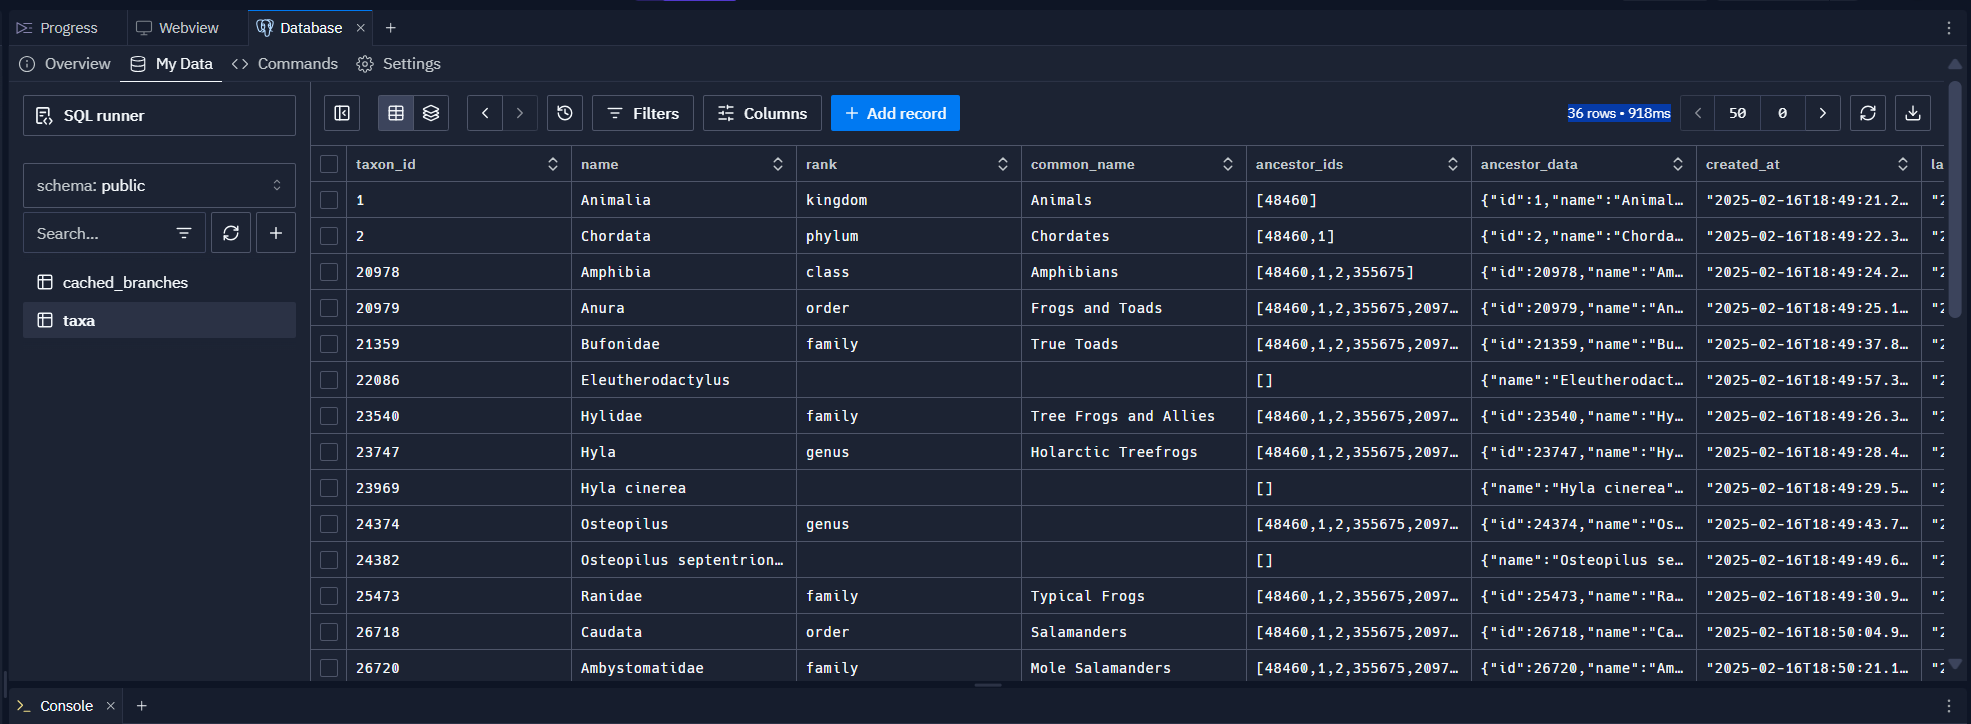 Progress Webview Database
Overview My Data Commands Settings
SQL runner
schema: public
Search...
cached_branches
taxa
Filters Columns + Add record 36 rows • 918ms 50 0
taxon_id name rank common_name ancestor_ids ancestor_data created_at la
1 Animalia kingdom Animals [48460] {"id":1,"name":"Animal… "2025-02-16T18:49:21.2… "2
2 Chordata phylum Chordates [48460,1] {"id":2,"name":"Chorda… "2025-02-16T18:49:22.3… "2
20978 Amphibia class Amphibians [48460,1,2,355675] {"id":20978,"name":"Am… "2025-02-16T18:49:24.2… "2
20979 Anura order Frogs and Toads [48460,1,2,355675,2097… {"id":20979,"name":"An… "2025-02-16T18:49:25.1… "2
21359 Bufonidae family True Toads [48460,1,2,355675,2097… {"id":21359,"name":"Bu… "2025-02-16T18:49:37.8… "2
22086 Eleutherodactylus [] {"name":"Eleutherodact… "2025-02-16T18:49:57.3… "2
23540 Hylidae family Tree Frogs and Allies [48460,1,2,355675,2097… {"id":23540,"name":"Hy… "2025-02-16T18:49:26.3… "2
23747 Hyla genus Holarctic Treefrogs [48460,1,2,355675,2097… {"id":23747,"name":"Hy… "2025-02-16T18:49:28.4… "2
23969 Hyla cinerea [] {"name":"Hyla cinerea"… "2025-02-16T18:49:29.5… "2
24374 Osteopilus genus [48460,1,2,355675,2097… {"id":24374,"name":"Os… "2025-02-16T18:49:43.7… "2
24382 Osteopilus septentrion… [] {"name":"Osteopilus se… "2025-02-16T18:49:49.6… "2
25473 Ranidae family Typical Frogs [48460,1,2,355675,2097… {"id":25473,"name":"Ra… "2025-02-16T18:49:30.9… "2
26718 Caudata order Salamanders [48460,1,2,355675,2097… {"id":26718,"name":"Ca… "2025-02-16T18:50:04.9… "2
26720 Ambystomatidae family Mole Salamanders [48460,1,2,355675,2097… {"id":26720,"name":"Am… "2025-02-16T18:50:21.1… "2
Console